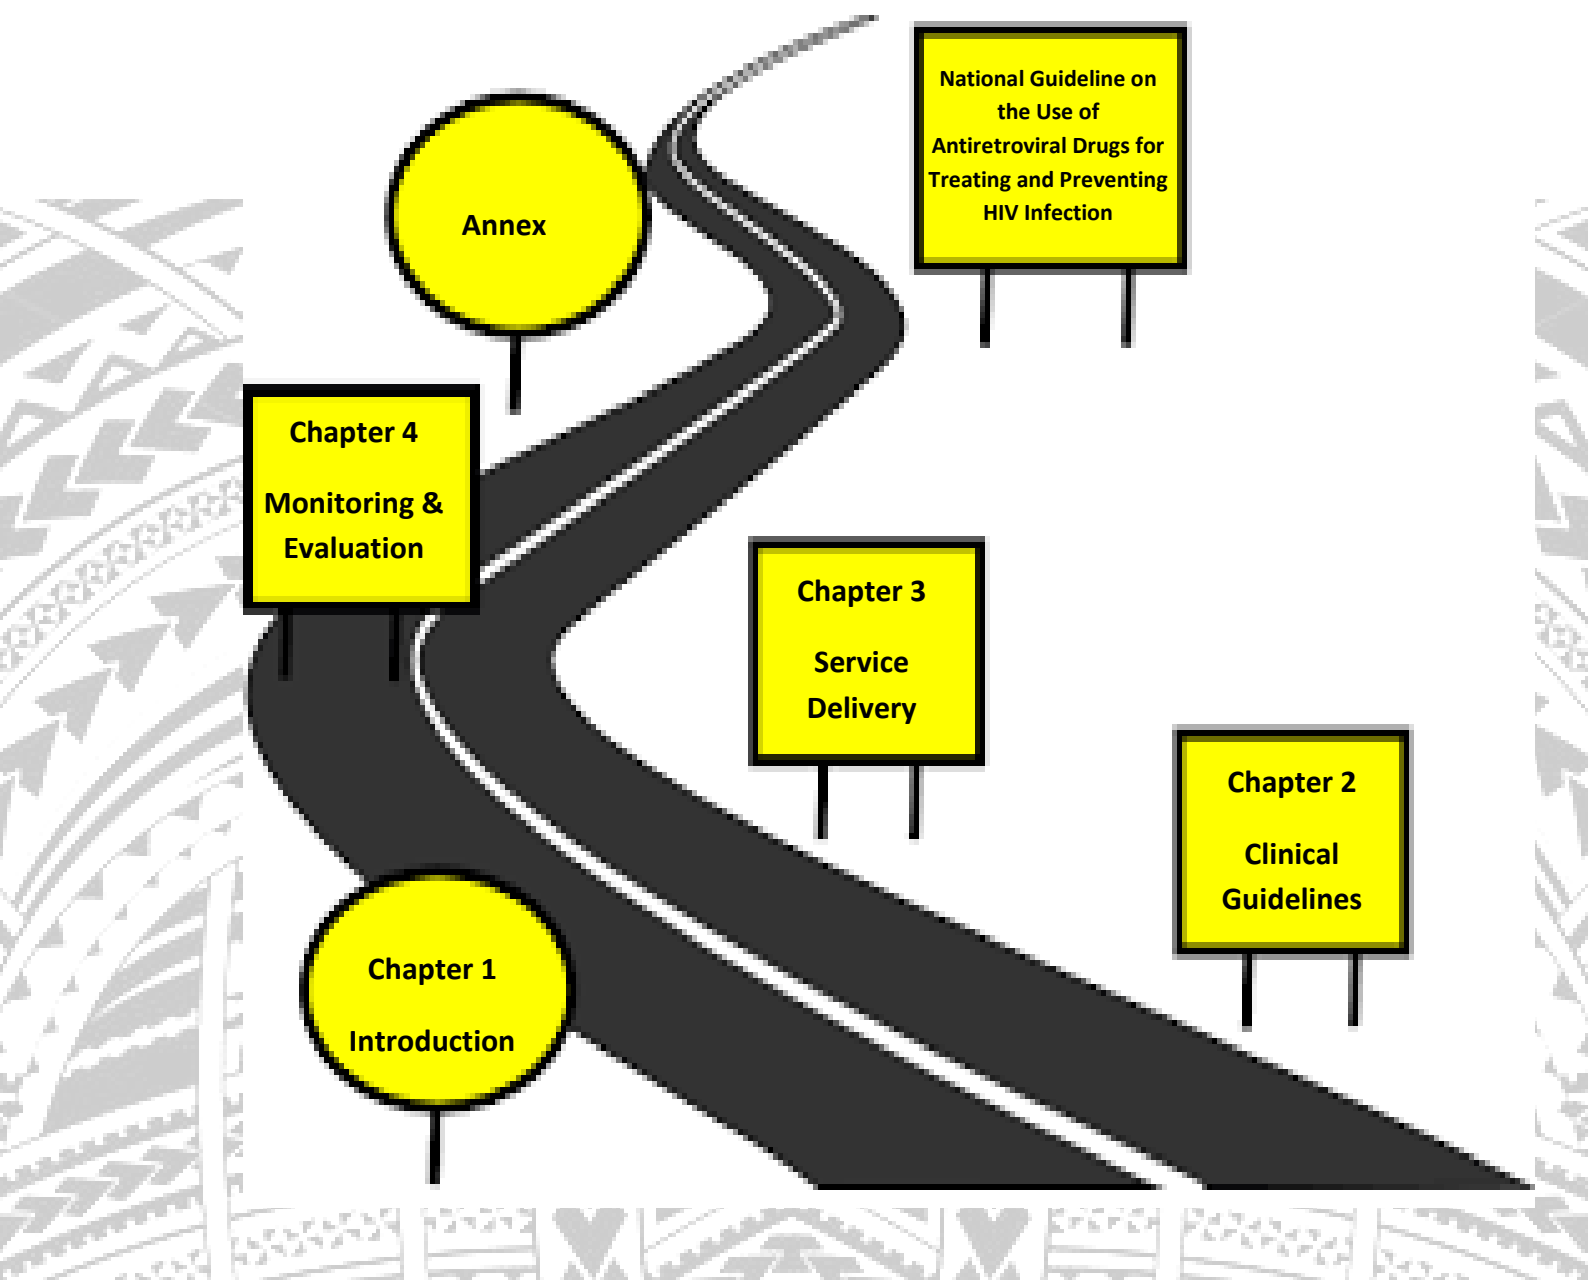 National Guideline on
the Use of
Antiretroviral Drugs for
Treating and Preventing
HIV Infection
Annex
Chapter 4
Monitoring &
Evaluation
Chapter 3
Service
Delivery
Chapter 2
Clinical
Guidelines
Chapter 1
Introduction